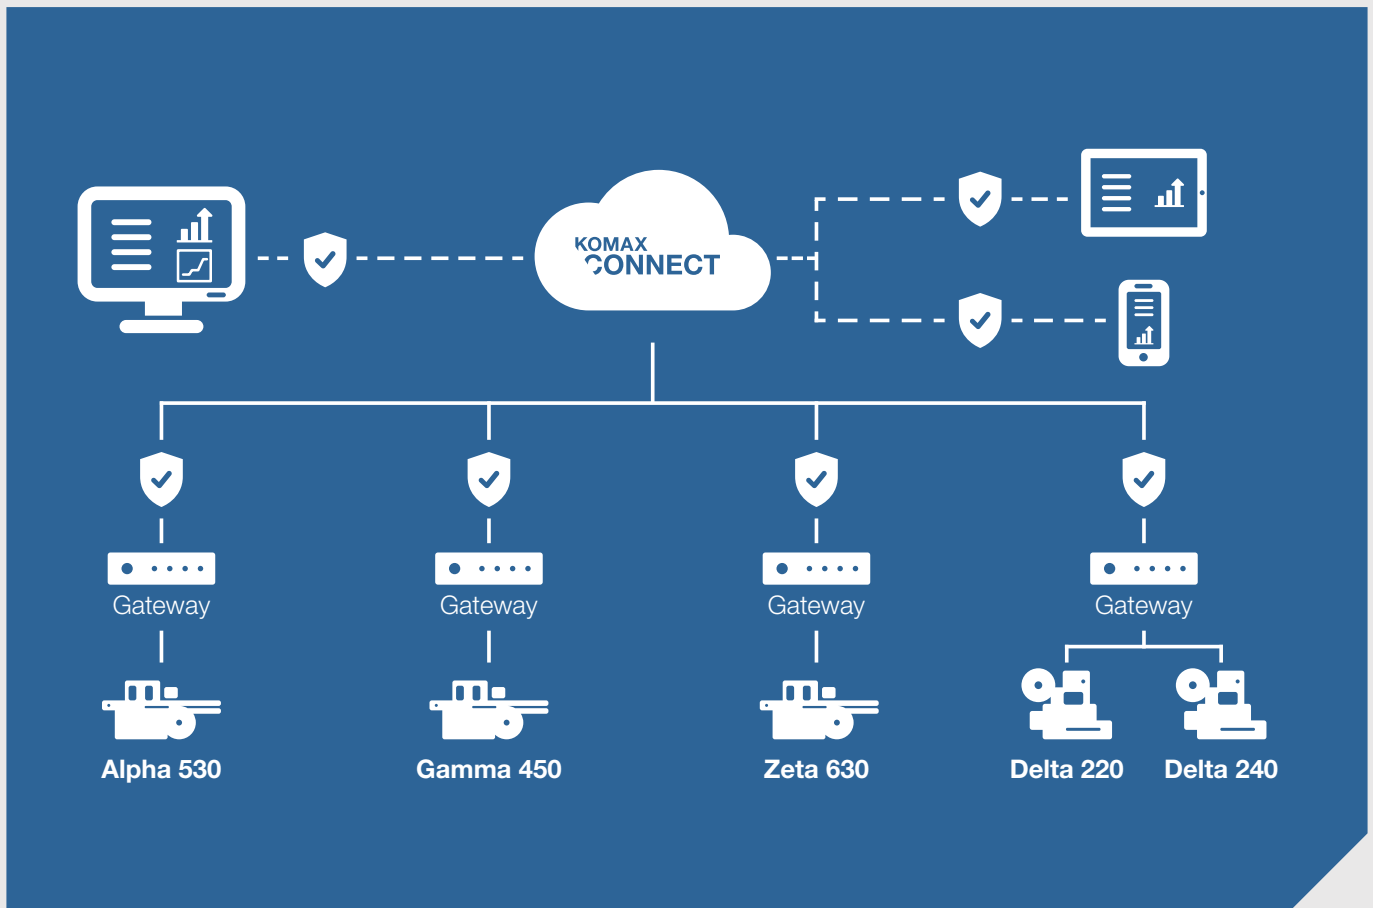 KOMAX
CONNECT
Gateway Gateway Gateway Gateway
Alpha 530 Gamma 450 Zeta 630 Delta 220 Delta 240